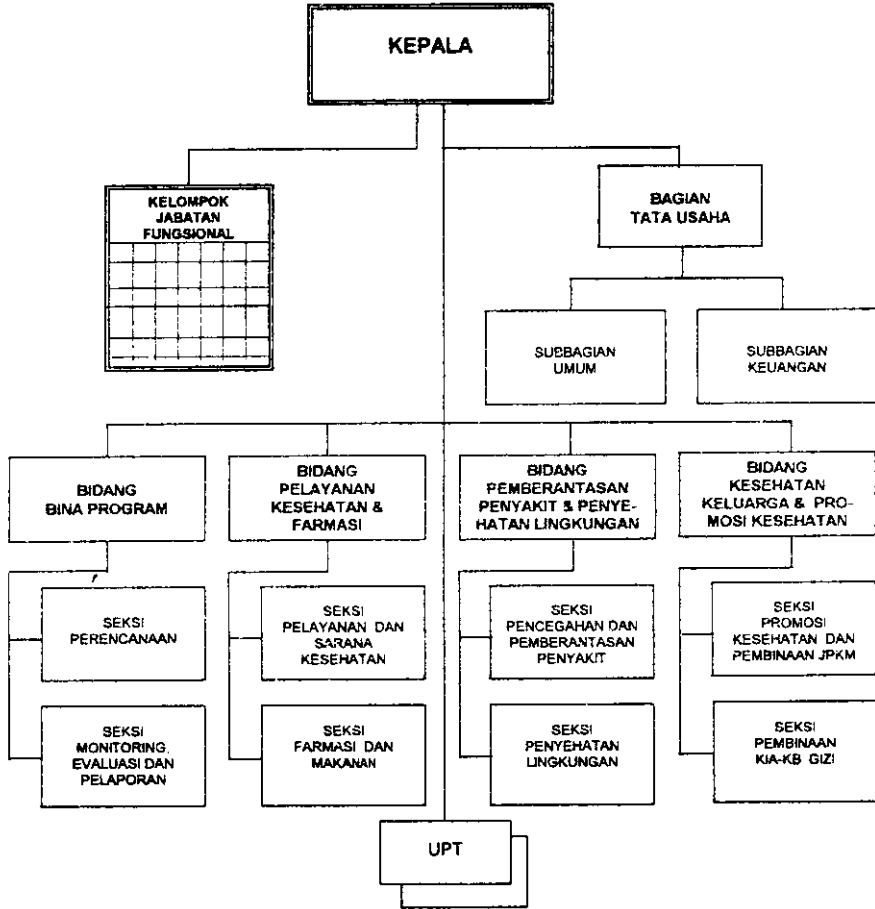 KEPALA
KELOMPOK
JABATAN
FUNGSIONAL
BAGIAN
TATA USAHA
SUBBAGIAN
UMUM
SUBBAGIAN
KEUANGAN
BIDANG
BINA PROGRAM
BIDANG
PELAYANAN
KESEHATAN &
FARMASI
BIDANG
PEMBERANTASAN
PENYAKIT & PENYE-
HATAN LINGKUNGAN
BIDANG
KESEHATAN
KELUARGA & PRO-
MOSI KESEHATAN
SEKSI
PERENCANAAN
SEKSI
PELAYANAN DAN
SARANA
KESEHATAN
SEKSI
PENCEGAHAN DAN
PEMBERANTASAN
PENYAKIT
SEKSI
PROMOSI
KESEHATAN DAN
PEMBINAAN JPKM
SEKSI
MONITORING,
EVALUASI DAN
PELAPORAN
SEKSI
FARMASI DAN
MAKANAN
SEKSI
PENYEHATAN
LINGKUNGAN
SEKSI
PEMBINAAN
KIA-KB GIZI
UPT